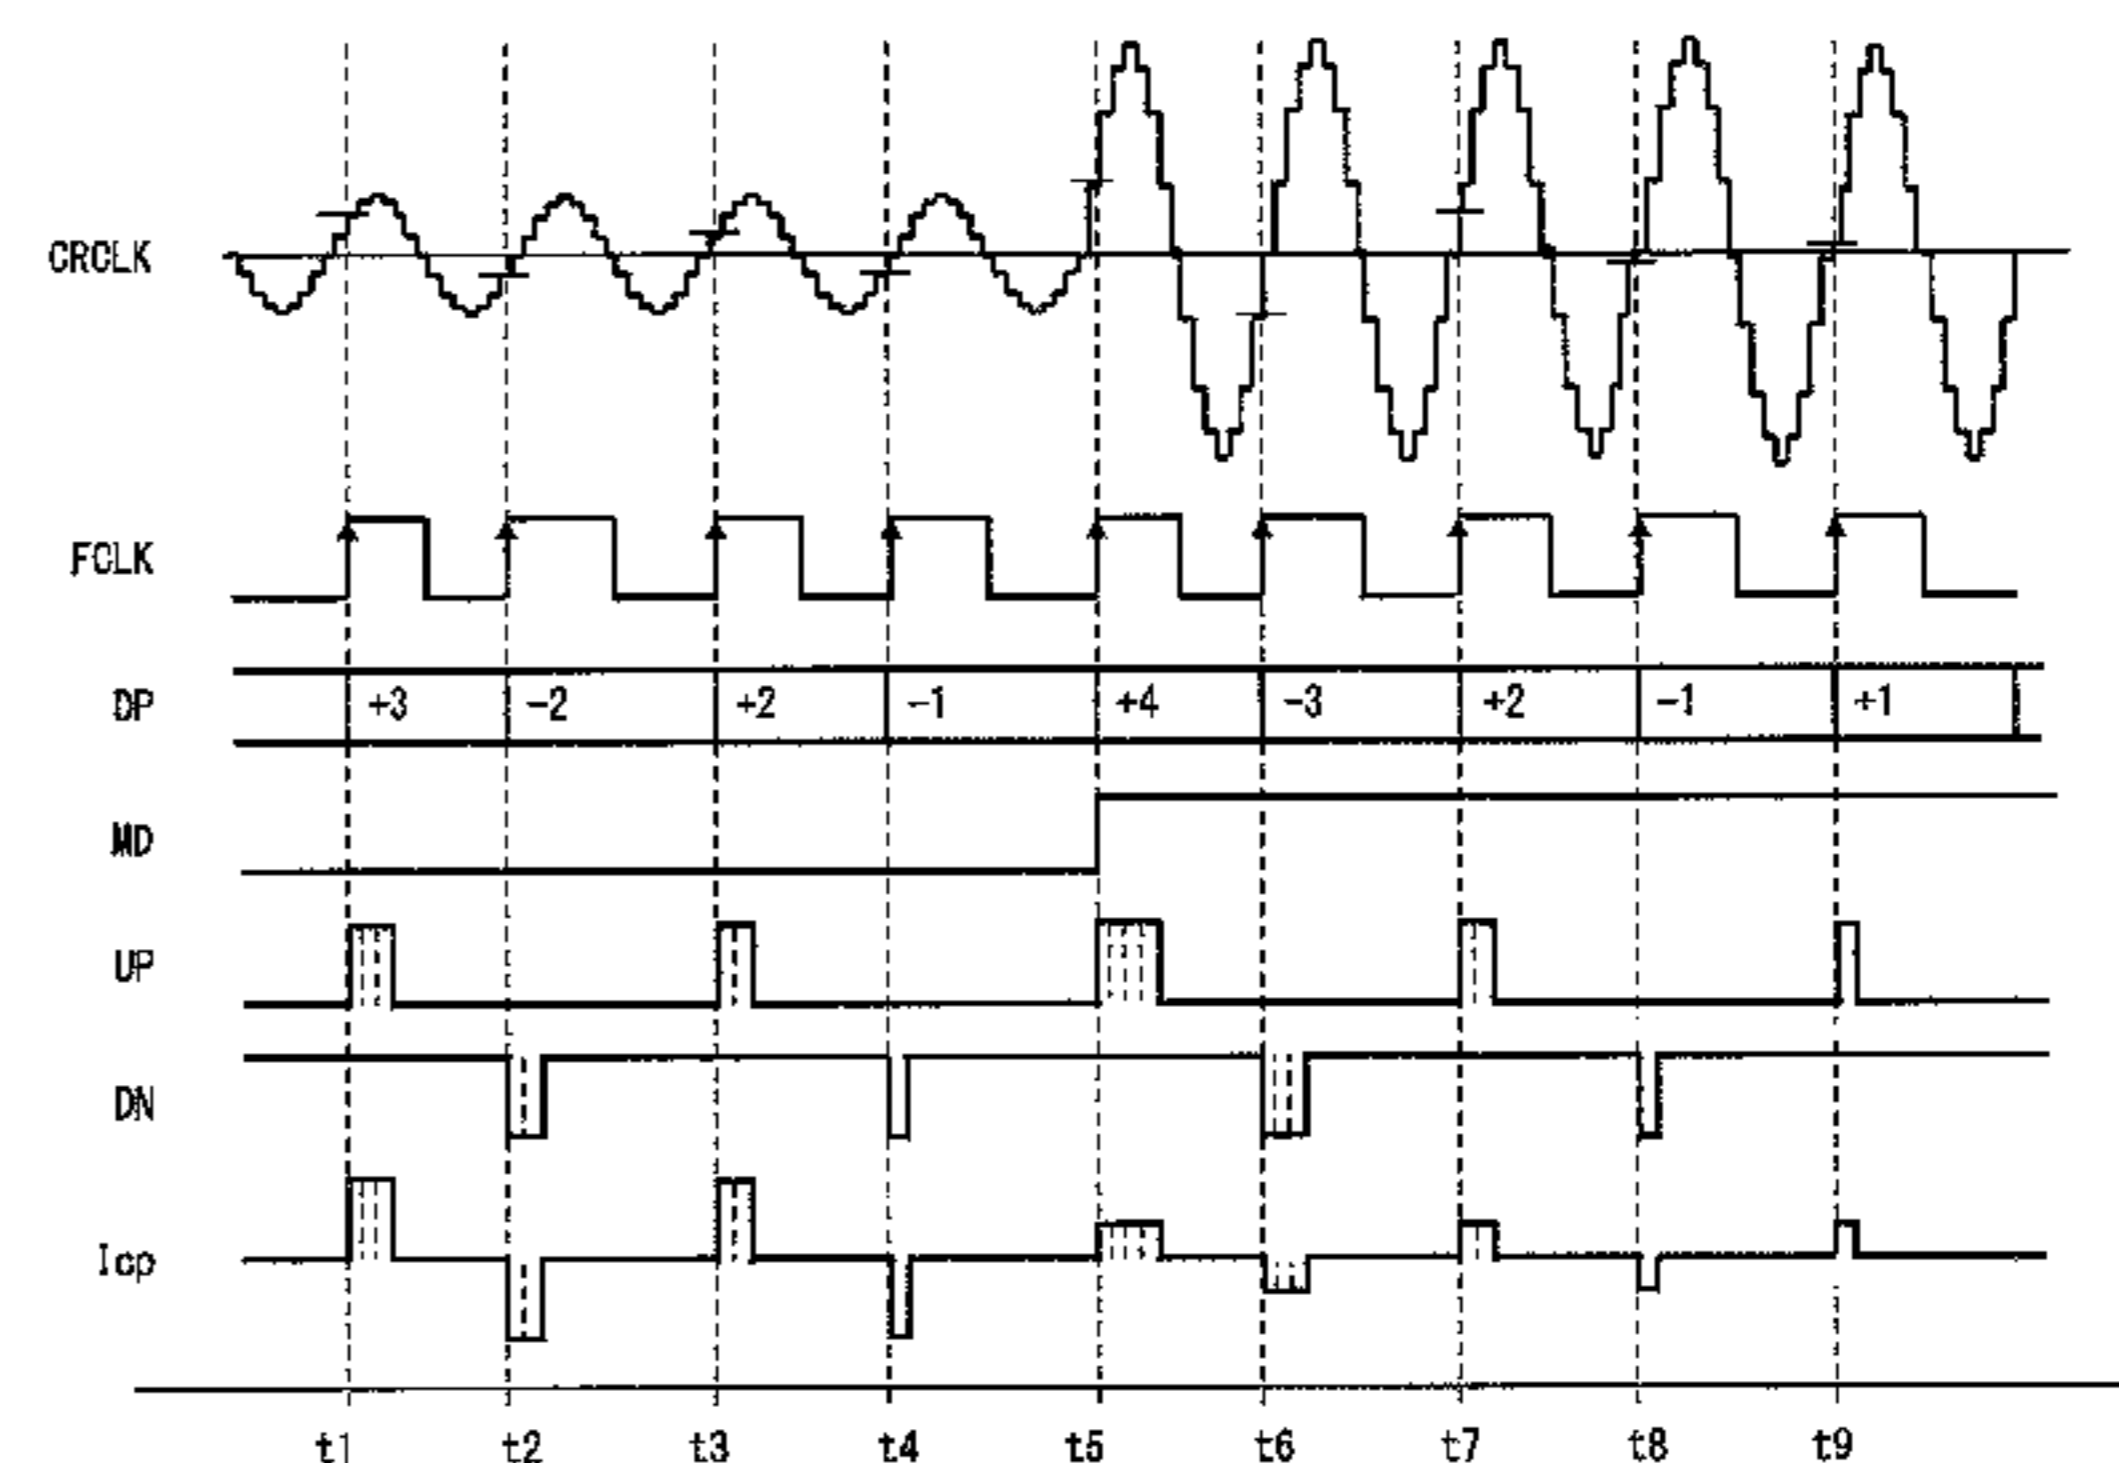 CRCLK
FCLK
DP +3 -2 +2 -1 +4 -3 +2 -1 +1
MD
UP
DN
Icp
t1 t2 t3 t4 t5 t6 t7 t8 t9